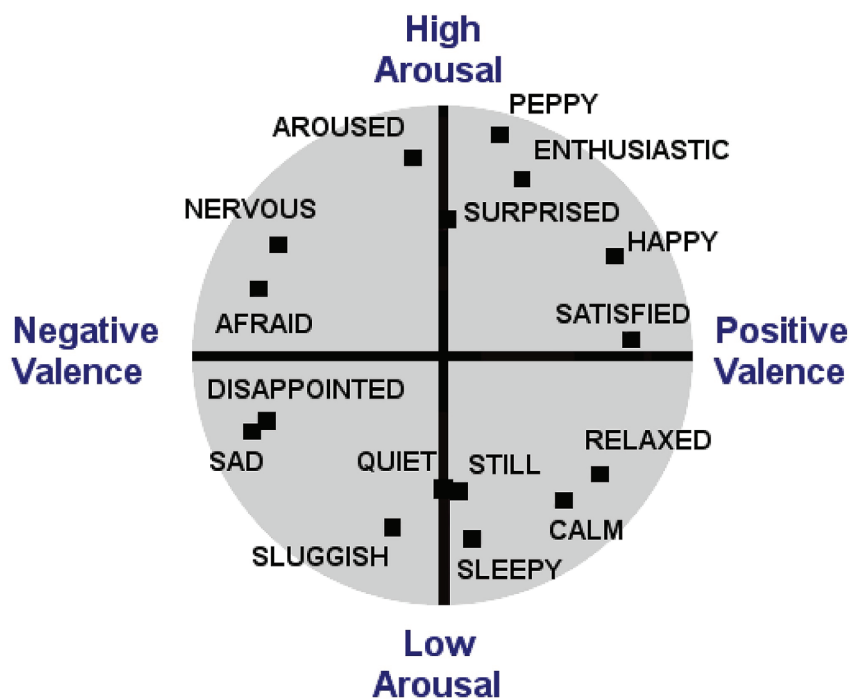 High
Arousal
PEPPY
AROUSED
ENTHUSIASTIC
NERVOUS
SURPRISED
HAPPY
SATISFIED
AFRAID
Negative
Valence
Positive
Valence
DISAPPOINTED
RELAXED
SAD
QUIET
STILL
CALM
SLUGGISH
SLEEPY
Low
Arousal